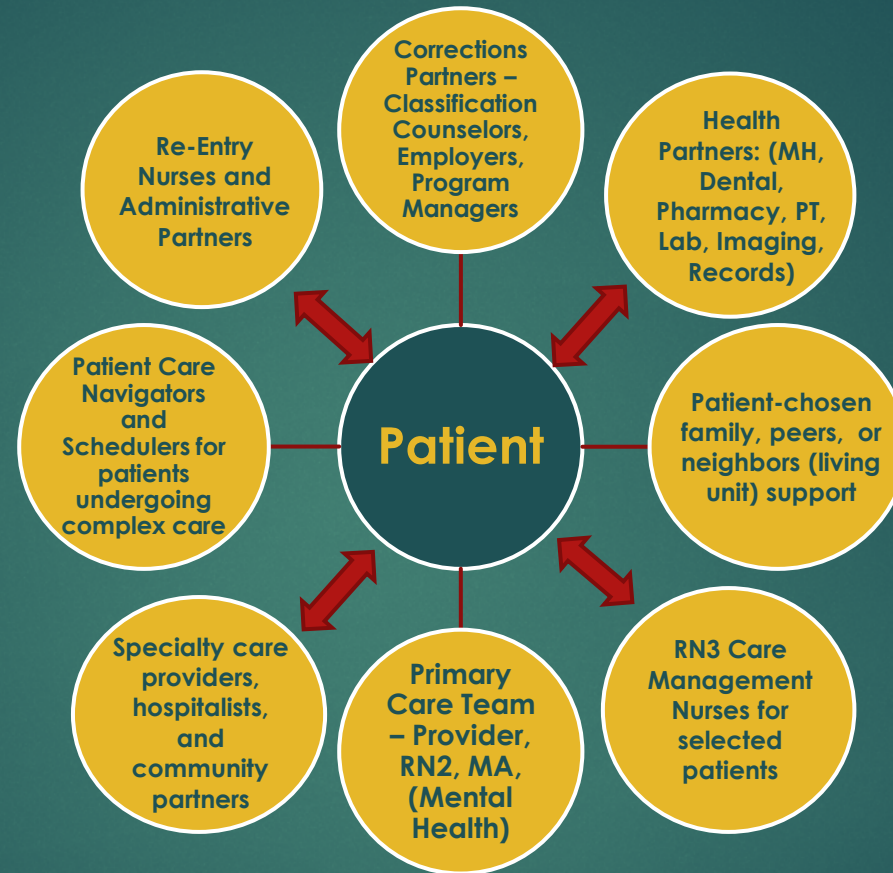 Corrections
Partners –
Classification
Counselors,
Employers,
Program
Managers
Health
Partners: (MH,
Dental,
Pharmacy, PT,
Lab, Imaging,
Records)
Patient-chosen
family, peers, or
neighbors (living
unit) support
RN3 Care
Management
Nurses for
selected
patients
Primary
Care Team
– Provider,
RN2, MA,
(Mental
Health)
Specialty care
providers,
hospitalists,
and
community
partners
Patient Care
Navigators
and
Schedulers for
patients
undergoing
complex care
Re-Entry
Nurses and
Administrative
Partners
Patient